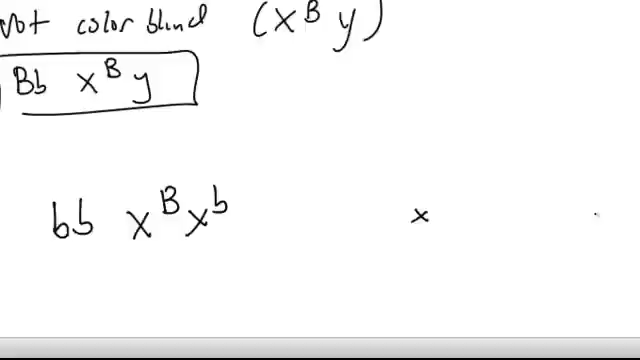 Not color blind (X^B y)
Bb X^B y
bb X^B X^b x